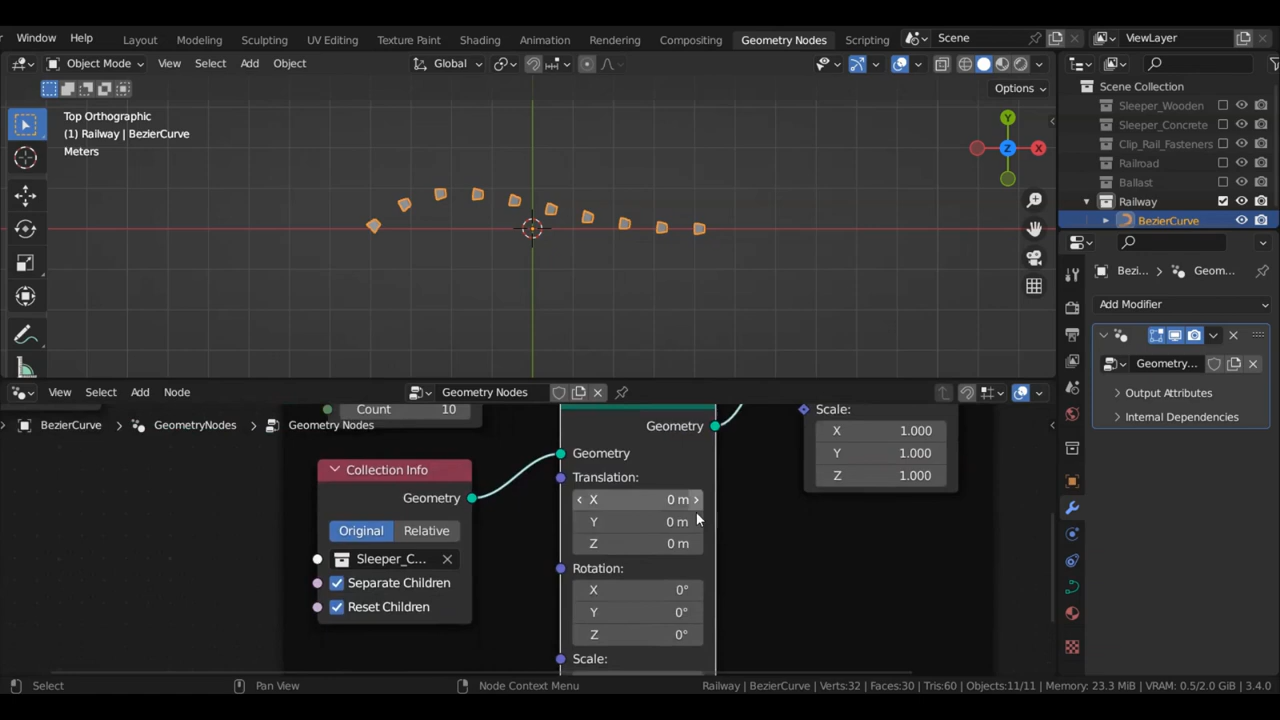 Window Help Layout Modeling Sculpting UV Editing Texture Paint Shading Animation Rendering Compositing Geometry Nodes Scripting Scene ViewLayer
Object Mode View Select Add Object Global
Options
Top Orthographic
(1) Railway | BezierCurve
Meters
Y
Z
X
Scene Collection
Sleeper_Wooden
Sleeper_Concrete
Clip_Rail_Fasteners
Railroad
Ballast
Railway
BezierCurve
Bezi... Geom...
Add Modifier
Geometry...
Output Attributes
Internal Dependencies
View Select Add Node Geometry Nodes
Count 10
BezierCurve GeometryNodes Geometry Nodes
Collection Info
Geometry
Original Relative
Sleeper_C...
Separate Children
Reset Children
Geometry
Geometry
Translation:
X 0 m
Y 0 m
Z 0 m
Rotation:
X 0°
Y 0°
Z 0°
Scale:
Scale:
X 1.000
Y 1.000
Z 1.000
Select Pan View Node Context Menu Railway | BezierCurve | Verts:32 | Faces:30 | Tris:60 | Objects:11/11 | Memory: 23.3 MiB | VRAM: 0.5/2.0 GiB | 3.4.0